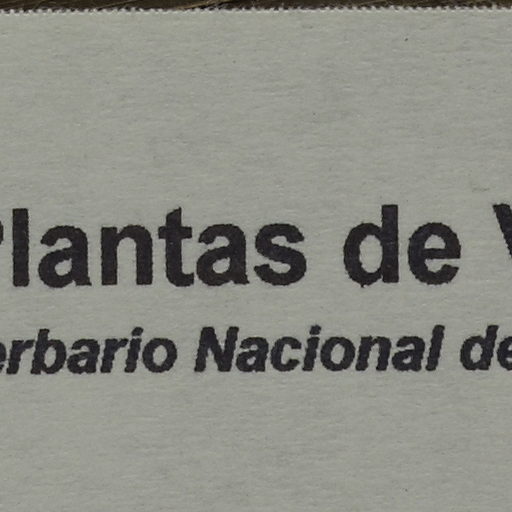 Plantas de V
erbario Nacional de